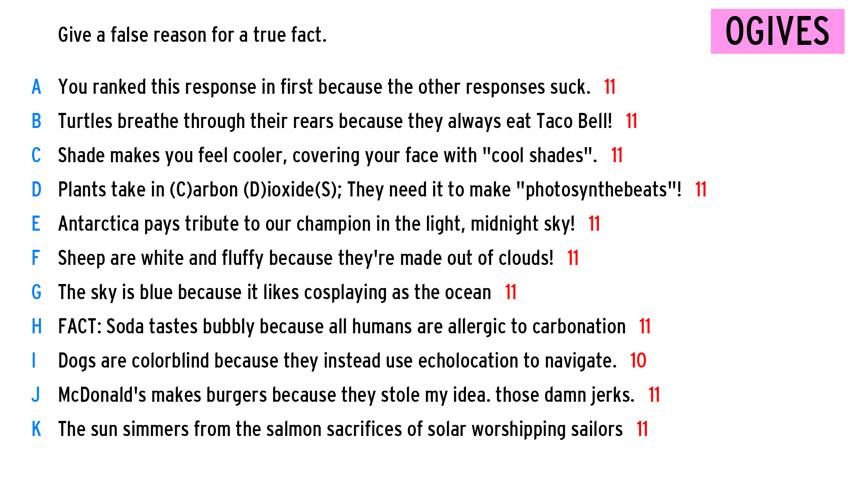 Give a false reason for a true fact.
OGIVES
A You ranked this response in first because the other responses suck. 11
B Turtles breathe through their rears because they always eat Taco Bell! 11
C Shade makes you feel cooler, covering your face with "cool shades". 11
D Plants take in (C)arbon (D)ioxide(S); They need it to make "photosynthebeats"! 11
E Antarctica pays tribute to our champion in the light, midnight sky! 11
F Sheep are white and fluffy because they're made out of clouds! 11
G The sky is blue because it likes cosplaying as the ocean 11
H FACT: Soda tastes bubbly because all humans are allergic to carbonation 11
I Dogs are colorblind because they instead use echolocation to navigate. 10
J McDonald's makes burgers because they stole my idea. those damn jerks. 11
K The sun simmers from the salmon sacrifices of solar worshipping sailors 11